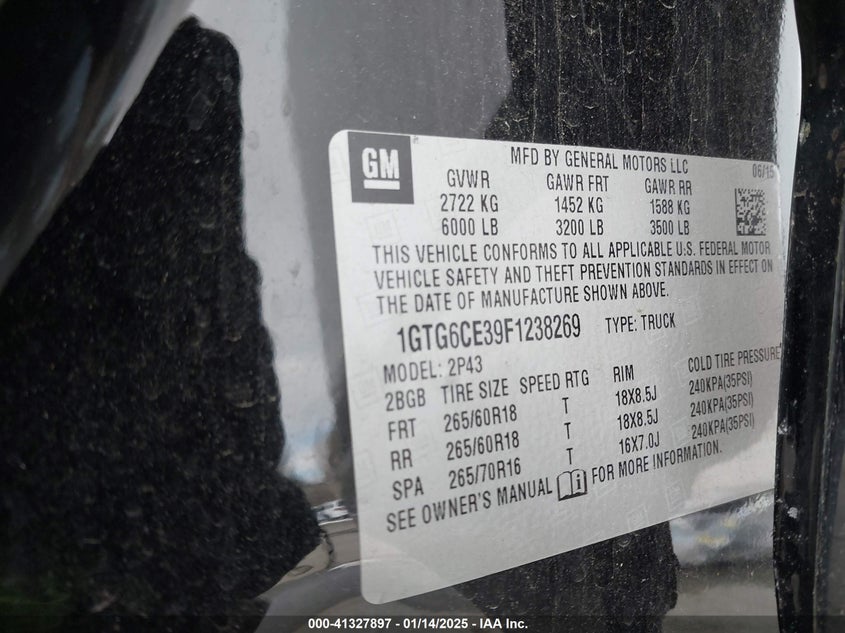 GM
MFD BY GENERAL MOTORS LLC
06/15
GVWR GAWR FRT GAWR RR
2722 KG 1452 KG 1588 KG
6000 LB 3200 LB 3500 LB
THIS VEHICLE CONFORMS TO ALL APPLICABLE U.S. FEDERAL MOTOR
VEHICLE SAFETY AND THEFT PREVENTION STANDARDS IN EFFECT ON
THE DATE OF MANUFACTURE SHOWN ABOVE.
1GTG6CE39F1238269 TYPE: TRUCK
MODEL: 2P43
2BGB TIRE SIZE SPEED RTG RIM COLD TIRE PRESSURE
FRT 265/60R18 T 18X8.5J 240KPA(35PSI)
RR 265/60R18 T 18X8.5J 240KPA(35PSI)
SPA 265/70R16 T 16X7.0J 240KPA(35PSI)
SEE OWNER'S MANUAL FOR MORE INFORMATION.
000-41327897 - 01/14/2025 - IAA Inc.